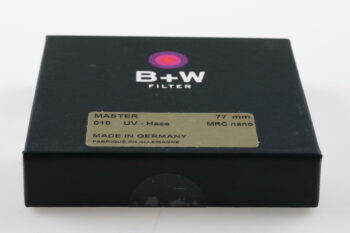 B+W
FILTER
MASTER 77 mm
010 UV - Haze MRC nano
MADE IN GERMANY
FABRIQUÉ EN ALLEMAGNE